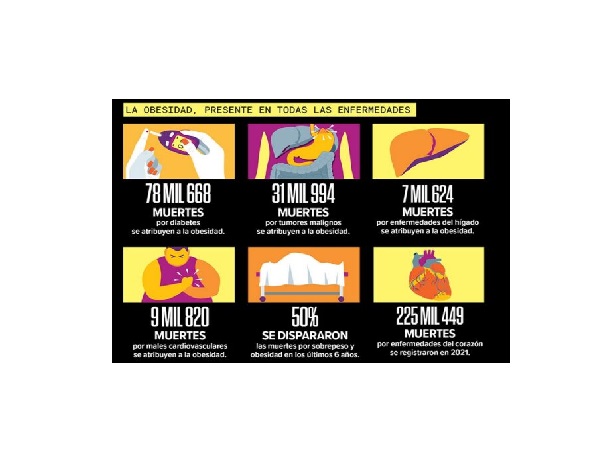 LA OBESIDAD, PRESENTE EN TODAS LAS ENFERMEDADES
78 MIL 668
MUERTES
por diabetes
se atribuyen a la obesidad.
31 MIL 994
MUERTES
por tumores malignos
se atribuyen a la obesidad.
7 MIL 624
MUERTES
por enfermedades del hígado
se atribuyen a la obesidad.
9 MIL 820
MUERTES
por males cardiovasculares
se atribuyen a la obesidad.
50%
SE DISPARARON
las muertes por sobrepeso y
obesidad en los últimos 6 años.
225 MIL 449
MUERTES
por enfermedades del corazón
se registraron en 2021.